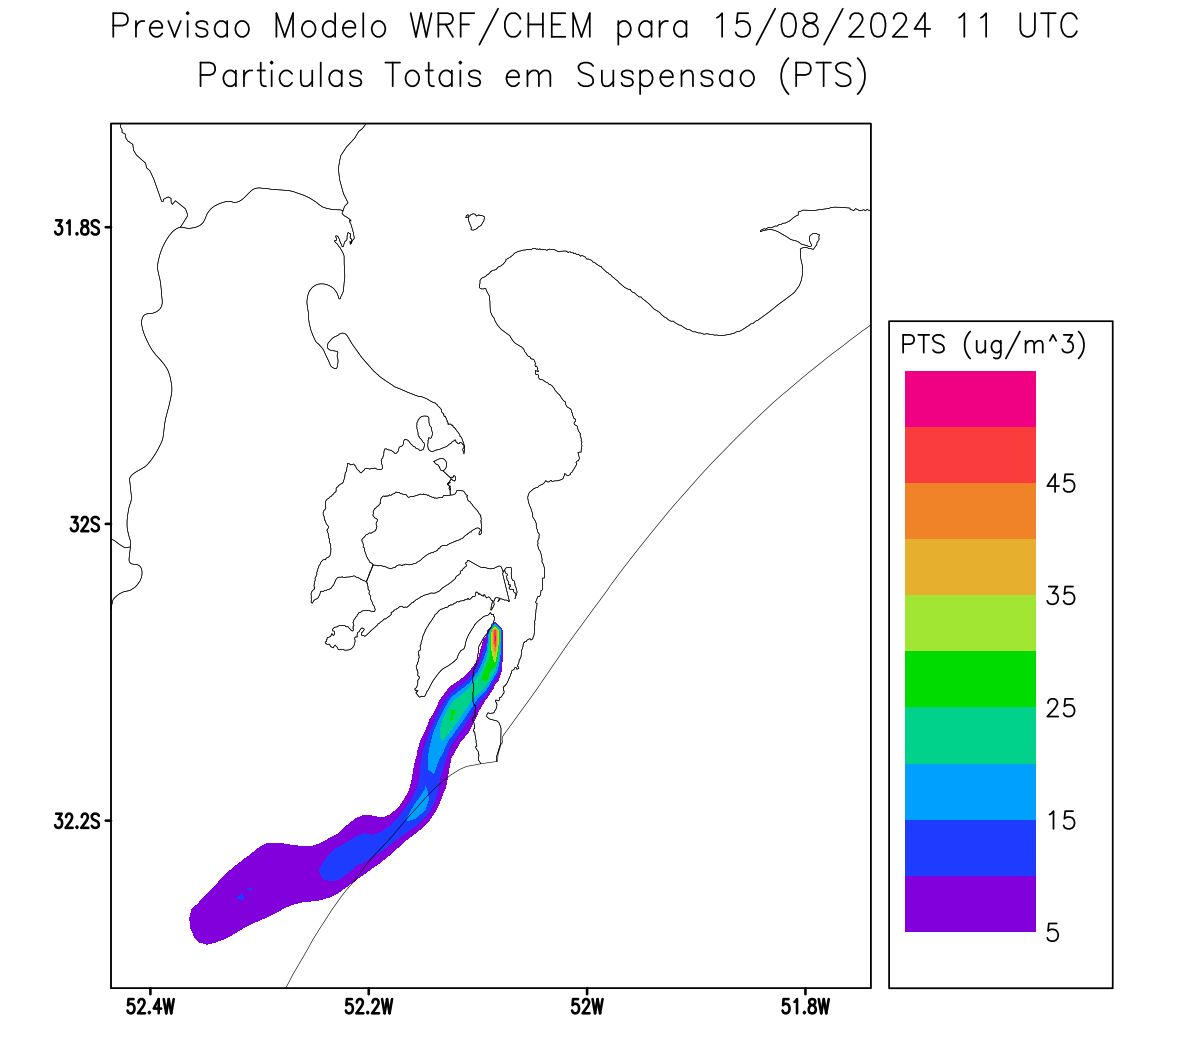 Previsao Modelo WRF/CHEM para 15/08/2024 11 UTC
Particulas Totais em Suspensao (PTS)
31.8S
32S
32.2S
52.4W
52.2W
52W
51.8W
PTS (ug/m^3)
45
35
25
15
5